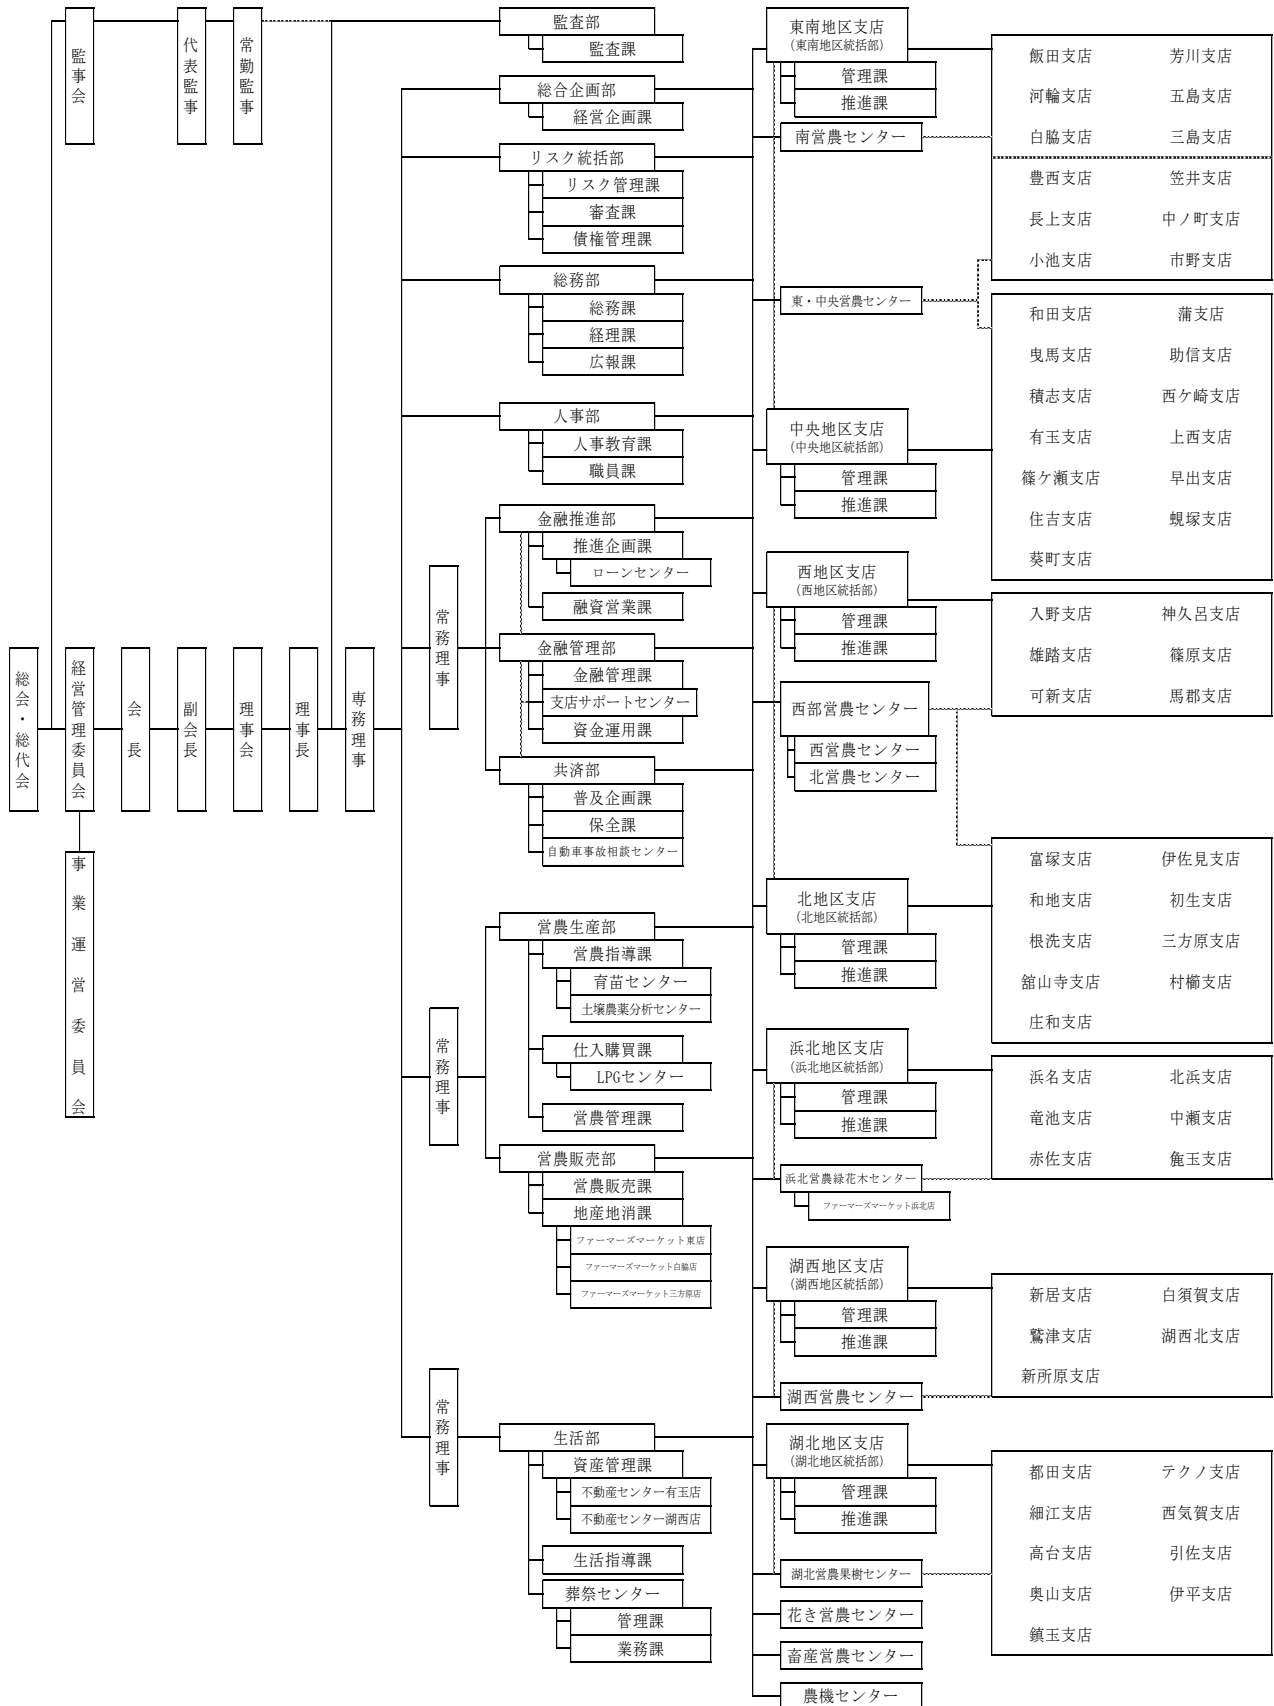 監事会
代表監事
常勤監事
総会・総代会
経営管理委員会
事業運営委員会
会長
副会長
理事会
理事長
専務理事
常務理事
常務理事
常務理事
監査部
監査課
総合企画部
経営企画課
リスク統括部
リスク管理課
審査課
債権管理課
総務部
総務課
経理課
広報課
人事部
人事教育課
職員課
金融推進部
推進企画課
ローンセンター
融資営業課
金融管理部
金融管理課
支店サポートセンター
資金運用課
共済部
普及企画課
保全課
自動車事故相談センター
営農生産部
営農指導課
育苗センター
土壌農薬分析センター
仕入購買課
LPGセンター
営農管理課
営農販売部
営農販売課
地産地消課
ファーマーズマーケット東店
ファーマーズマーケット白脇店
ファーマーズマーケット三方原店
生活部
資産管理課
不動産センター有玉店
不動産センター湖西店
生活指導課
葬祭センター
管理課
業務課
東南地区支店
(東南地区統括部)
管理課
推進課
南営農センター
東・中央営農センター
中央地区支店
(中央地区統括部)
管理課
推進課
西地区支店
(西地区統括部)
管理課
推進課
西部営農センター
西営農センター
北営農センター
北地区支店
(北地区統括部)
管理課
推進課
浜北地区支店
(浜北地区統括部)
管理課
推進課
浜北営農緑花木センター
ファーマーズマーケット浜北店
湖西地区支店
(湖西地区統括部)
管理課
推進課
湖西営農センター
湖北地区支店
(湖北地区統括部)
管理課
推進課
湖北営農果樹センター
花き営農センター
畜産営農センター
農機センター
飯田支店 芳川支店
河輪支店 五島支店
白脇支店 三島支店
豊西支店 笠井支店
長上支店 中ノ町支店
小池支店 市野支店
和田支店 蒲支店
曳馬支店 助信支店
積志支店 西ケ崎支店
有玉支店 上西支店
篠ケ瀬支店 早出支店
住吉支店 蜆塚支店
葵町支店
入野支店 神久呂支店
雄踏支店 篠原支店
可新支店 馬郡支店
富塚支店 伊佐見支店
和地支店 初生支店
根洗支店 三方原支店
舘山寺支店 村櫛支店
庄和支店
浜名支店 北浜支店
竜池支店 中瀬支店
赤佐支店 麁玉支店
新居支店 白須賀支店
鷲津支店 湖西北支店
新所原支店
都田支店 テクノ支店
細江支店 西気賀支店
高台支店 引佐支店
奥山支店 伊平支店
鎮玉支店